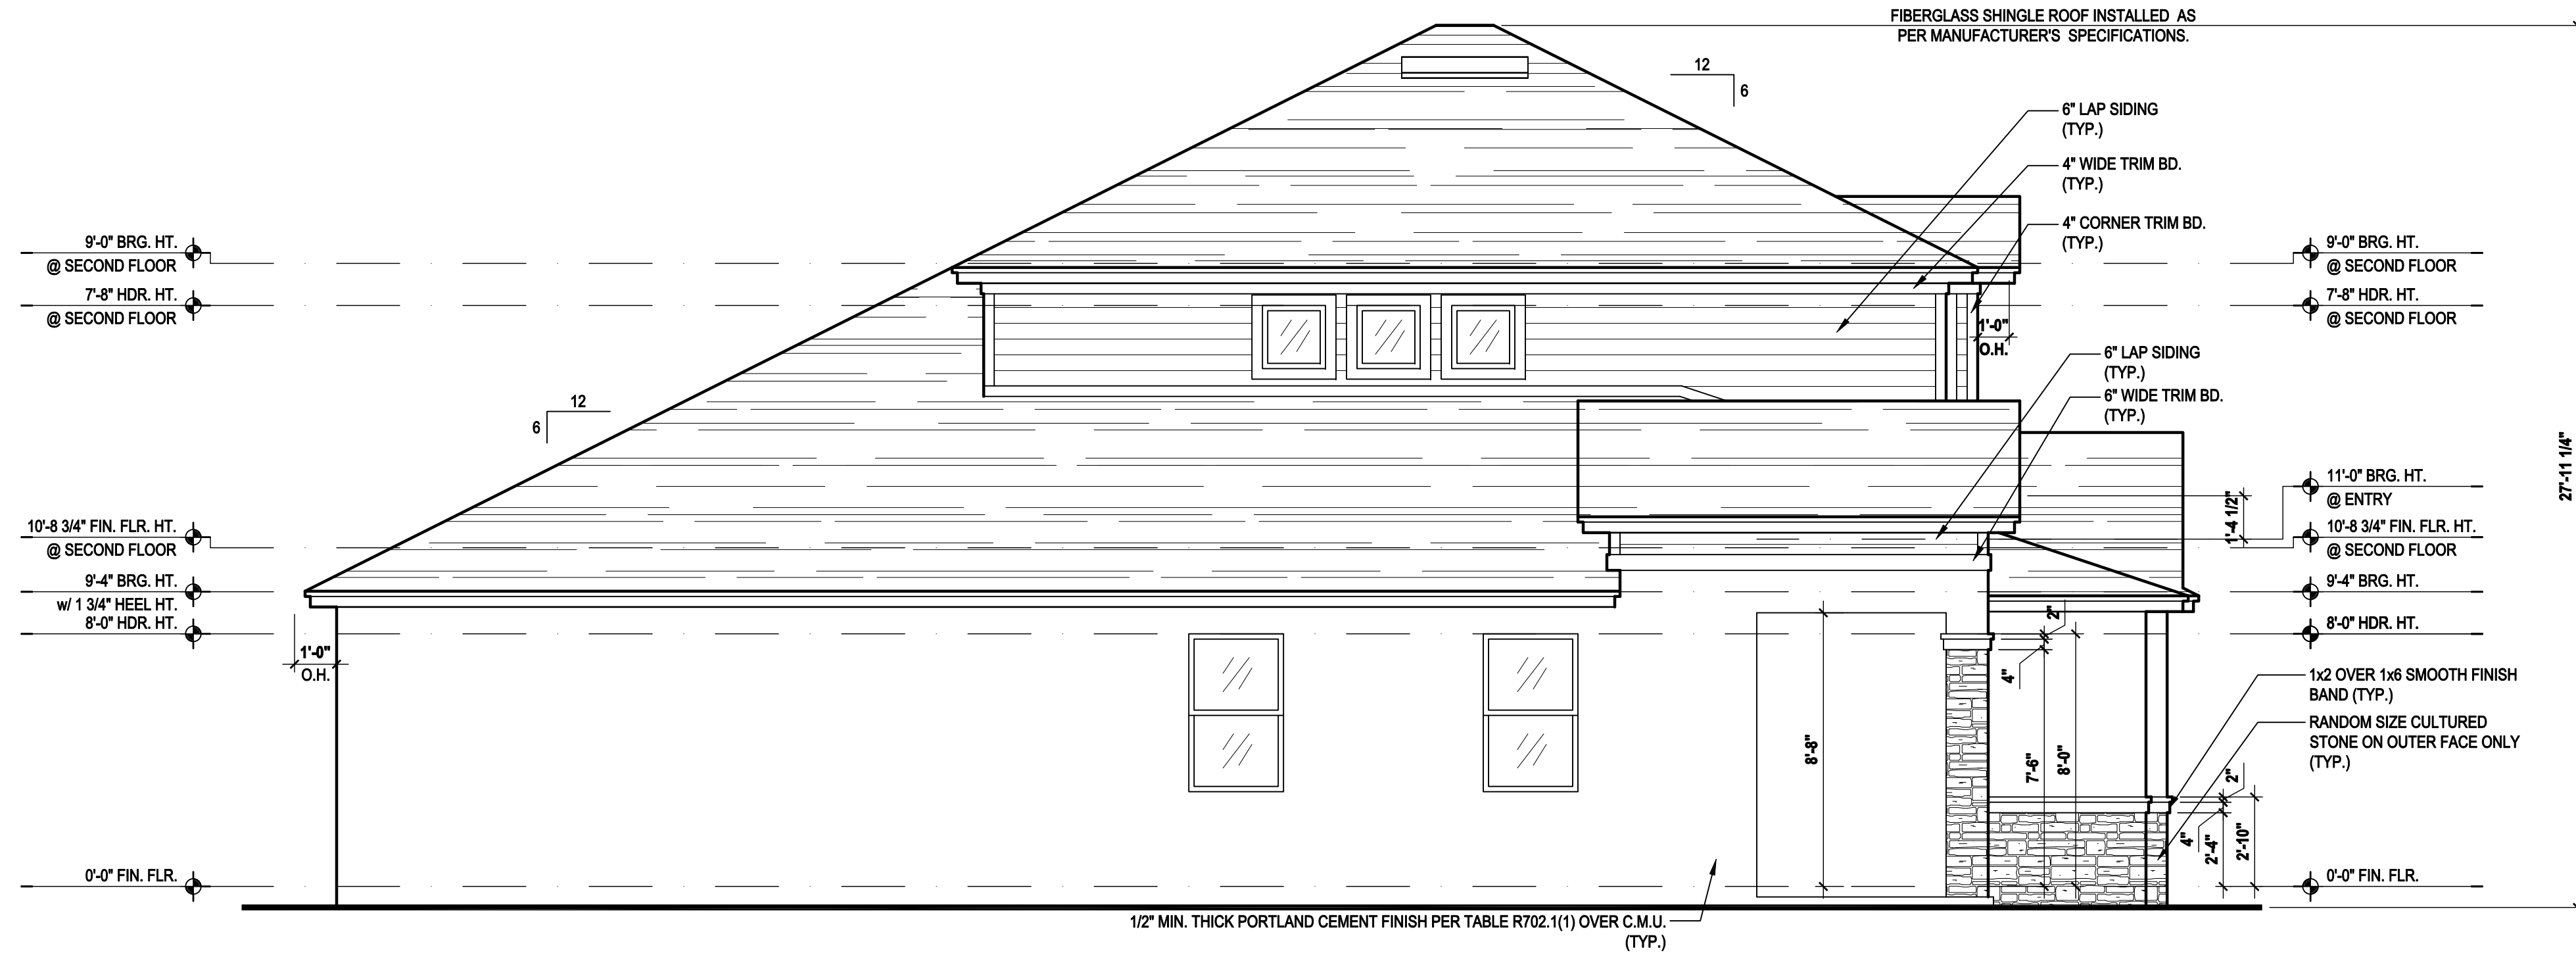 FIBERGLASS SHINGLE ROOF INSTALLED AS
PER MANUFACTURER'S SPECIFICATIONS.
12
6
6" LAP SIDING
(TYP.)
4" WIDE TRIM BD.
(TYP.)
4" CORNER TRIM BD.
(TYP.)
9'-0" BRG. HT.
@ SECOND FLOOR
7'-8" HDR. HT.
@ SECOND FLOOR
9'-0" BRG. HT.
@ SECOND FLOOR
7'-8" HDR. HT.
@ SECOND FLOOR
1'-0"
O.H.
6" LAP SIDING
(TYP.)
6" WIDE TRIM BD.
(TYP.)
12
6
27'-11 1/4"
11'-0" BRG. HT.
@ ENTRY
1'-4 1/2"
10'-8 3/4" FIN. FLR. HT.
@ SECOND FLOOR
10'-8 3/4" FIN. FLR. HT.
@ SECOND FLOOR
9'-4" BRG. HT.
w/ 1 3/4" HEEL HT.
8'-0" HDR. HT.
9'-4" BRG. HT.
8'-0" HDR. HT.
1'-0"
O.H.
2"
4"
8'-8"
7'-6"
8'-0"
1x2 OVER 1x6 SMOOTH FINISH
BAND (TYP.)
RANDOM SIZE CULTURED
STONE ON OUTER FACE ONLY
(TYP.)
2"
4"
2'-4"
2'-10"
0'-0" FIN. FLR.
0'-0" FIN. FLR.
1/2" MIN. THICK PORTLAND CEMENT FINISH PER TABLE R702.1(1) OVER C.M.U.
(TYP.)